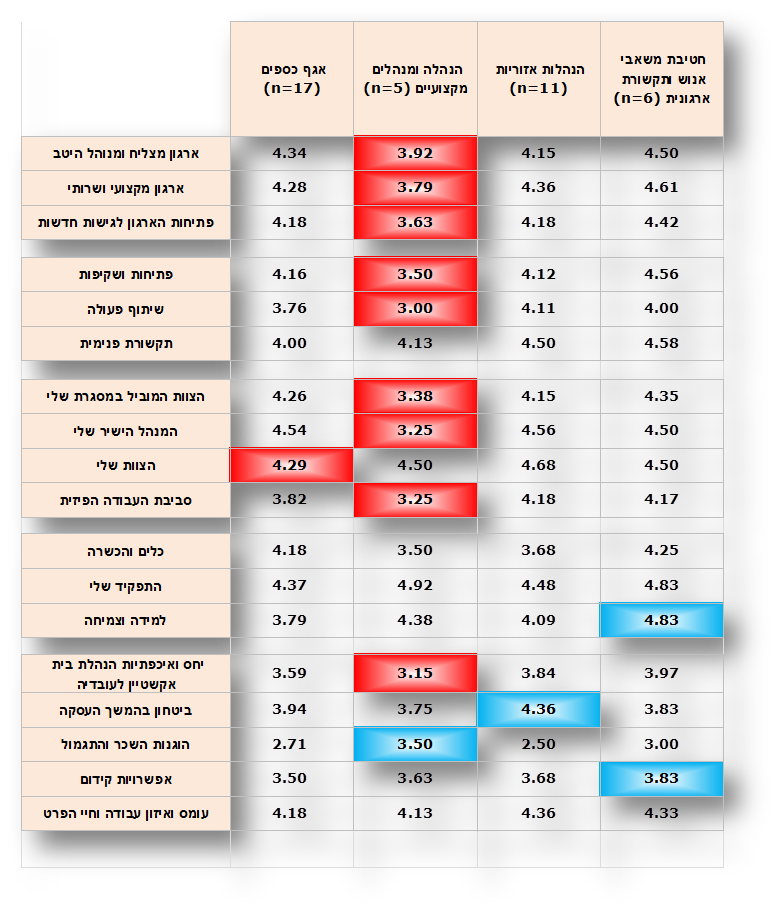 חטיבת משאבי
אנוש ותקשורת
ארגונית (n=6)
הנהלות אזוריות
(n=11)
הנהלה ומנהלים
מקצועיים (n=5)
אגף כספים
(n=17)
ארגון מצליח ומנוהל היטב 4.34 3.92 4.15 4.50
ארגון מקצועי ושרותי 4.28 3.79 4.36 4.61
פתיחות הארגון לגישות חדשות 4.18 3.63 4.18 4.42
פתיחות ושקיפות 4.16 3.50 4.12 4.56
שיתוף פעולה 3.76 3.00 4.11 4.00
תקשורת פנימית 4.00 4.13 4.50 4.58
הצוות המוביל במסגרת שלי 4.26 3.38 4.15 4.35
המנהל הישיר שלי 4.54 3.25 4.56 4.50
הצוות שלי 4.29 4.50 4.68 4.50
סביבת העבודה הפיזית 3.82 3.25 4.18 4.17
כלים והכשרה 4.18 3.50 3.68 4.25
התפקיד שלי 4.37 4.92 4.48 4.83
למידה וצמיחה 3.79 4.38 4.09 4.83
יחס ואיכפתיות הנהלת בית
אקשטיין לעובדיה 3.59 3.15 3.84 3.97
ביטחון בהמשך העסקה 3.94 3.75 4.36 3.83
הוגנות השכר והתגמול 2.71 3.50 2.50 3.00
אפשרויות קידום 3.50 3.63 3.68 3.83
עומס ואיזון עבודה וחיי הפרט 4.18 4.13 4.36 4.33